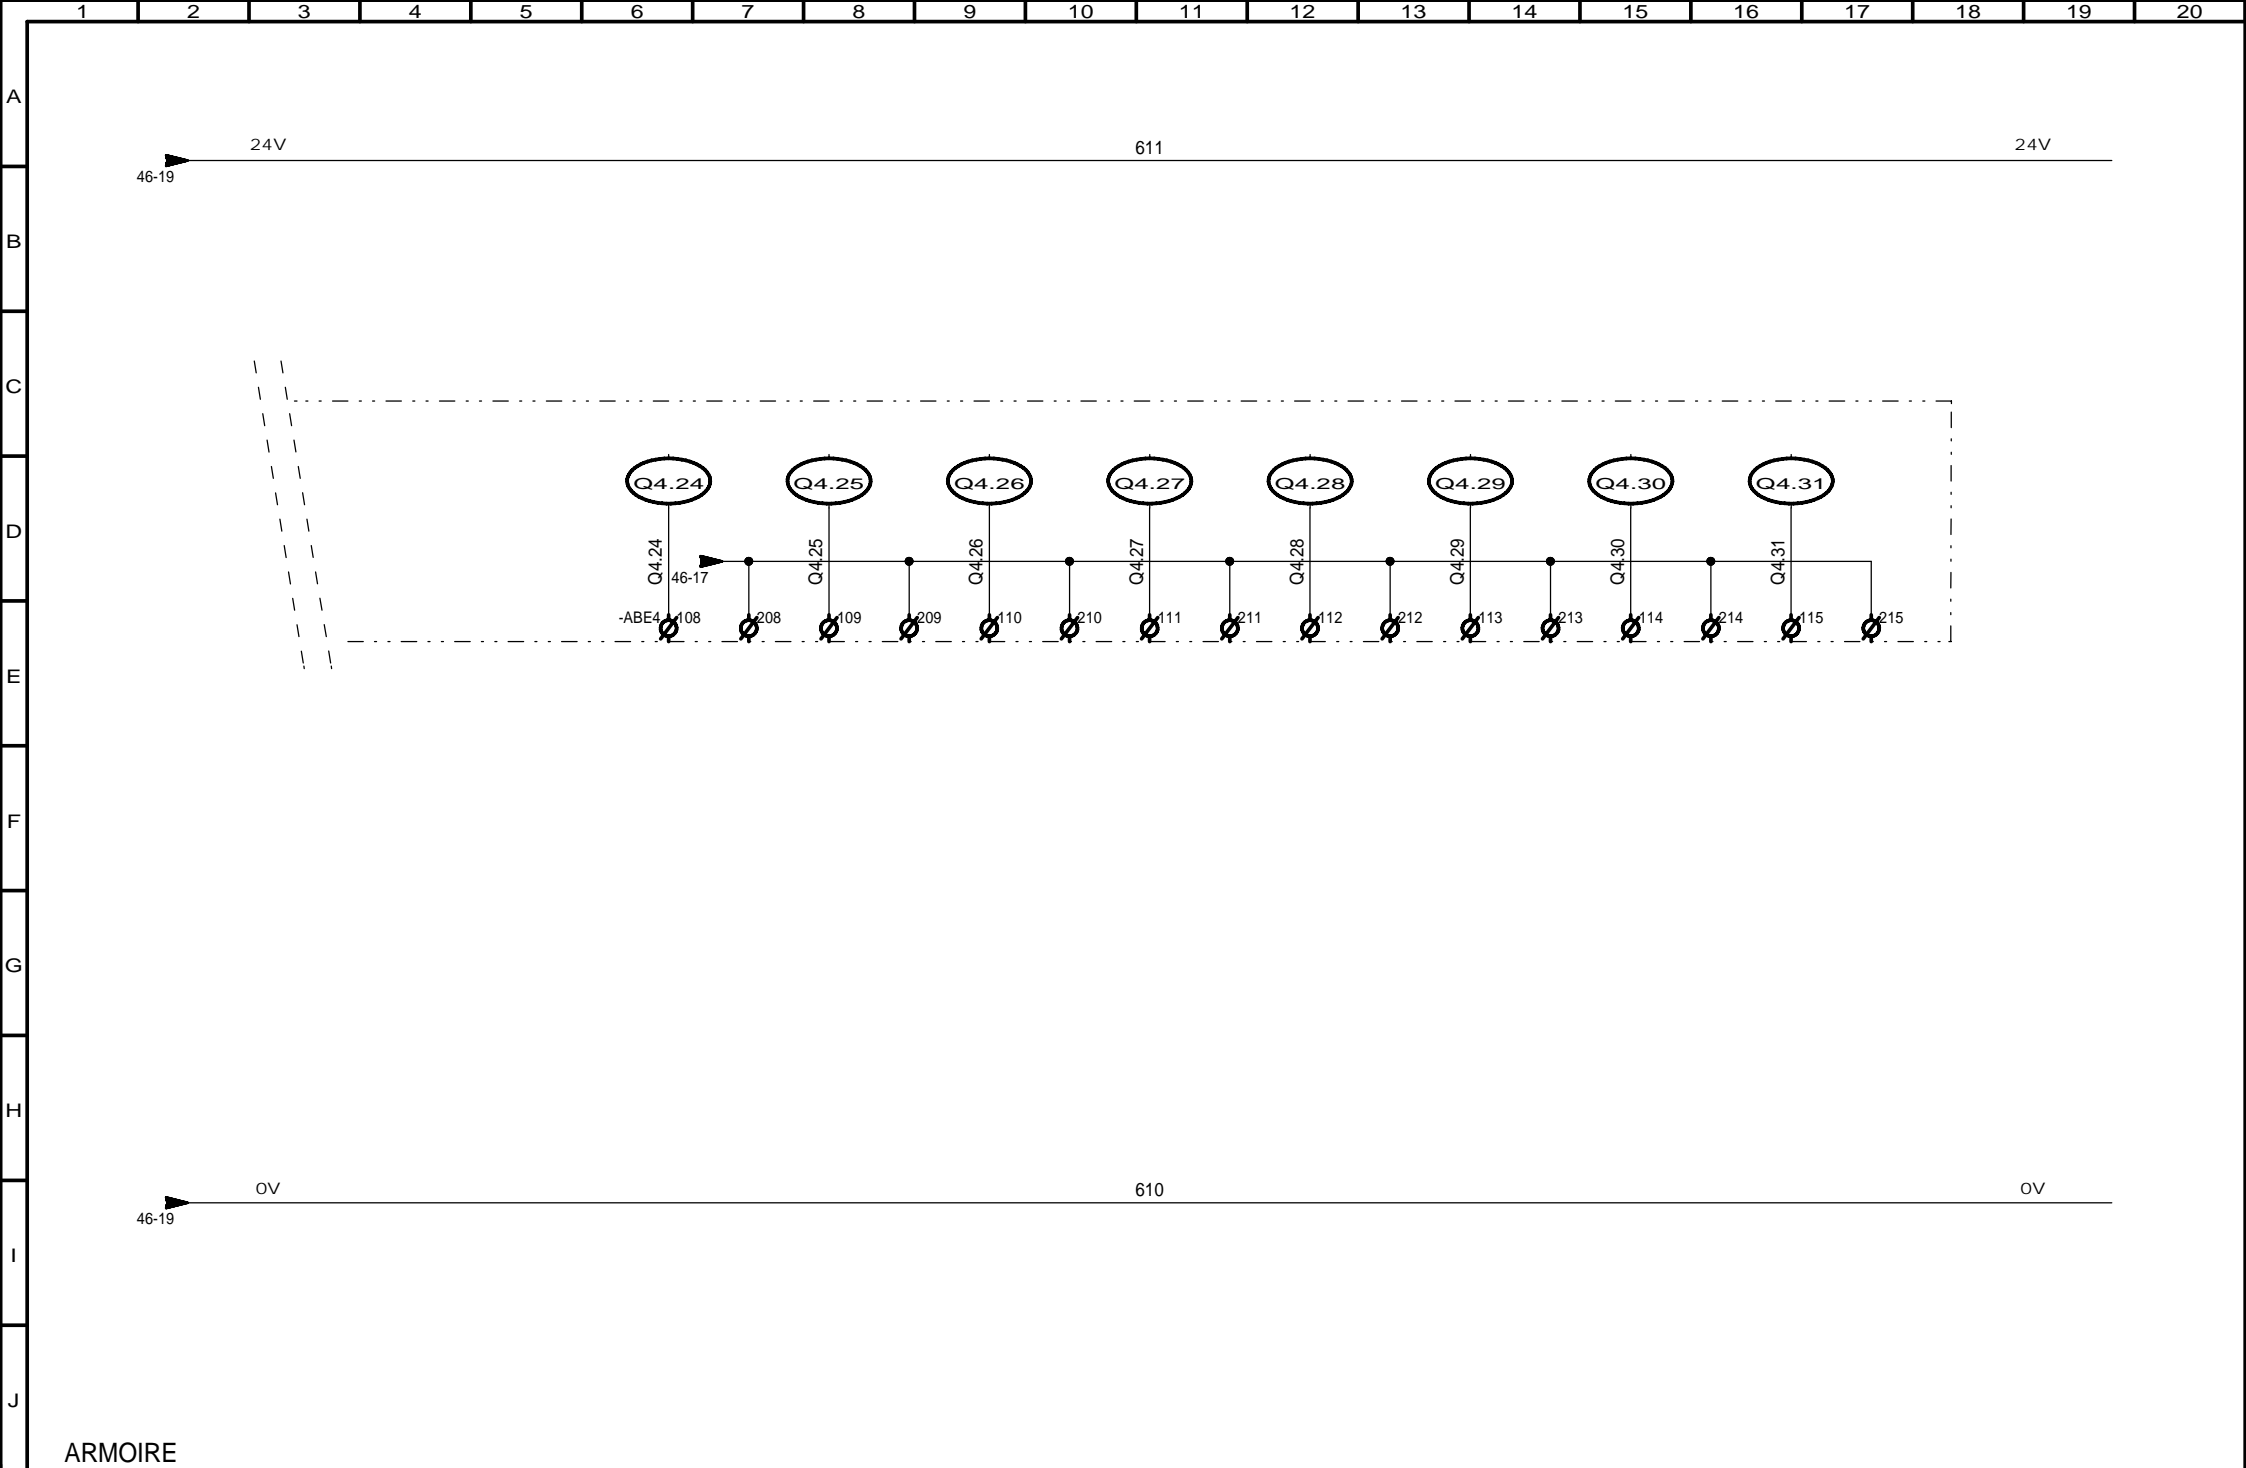 1 2 3 4 5 6 7 8 9 10 11 12 13 14 15 16 17 18 19 20
A
24V 611 24V
46-19
B
C
Q4.24 Q4.25 Q4.26 Q4.27 Q4.28 Q4.29 Q4.30 Q4.31
D
Q4.24 Q4.25 Q4.26 Q4.27 Q4.28 Q4.29 Q4.30 Q4.31
46-17
-ABE4 108 208 109 209 110 210 111 211 112 212 113 213 114 214 115 215
E
F
G
H
0V 610 0V
46-19
I
J
ARMOIRE